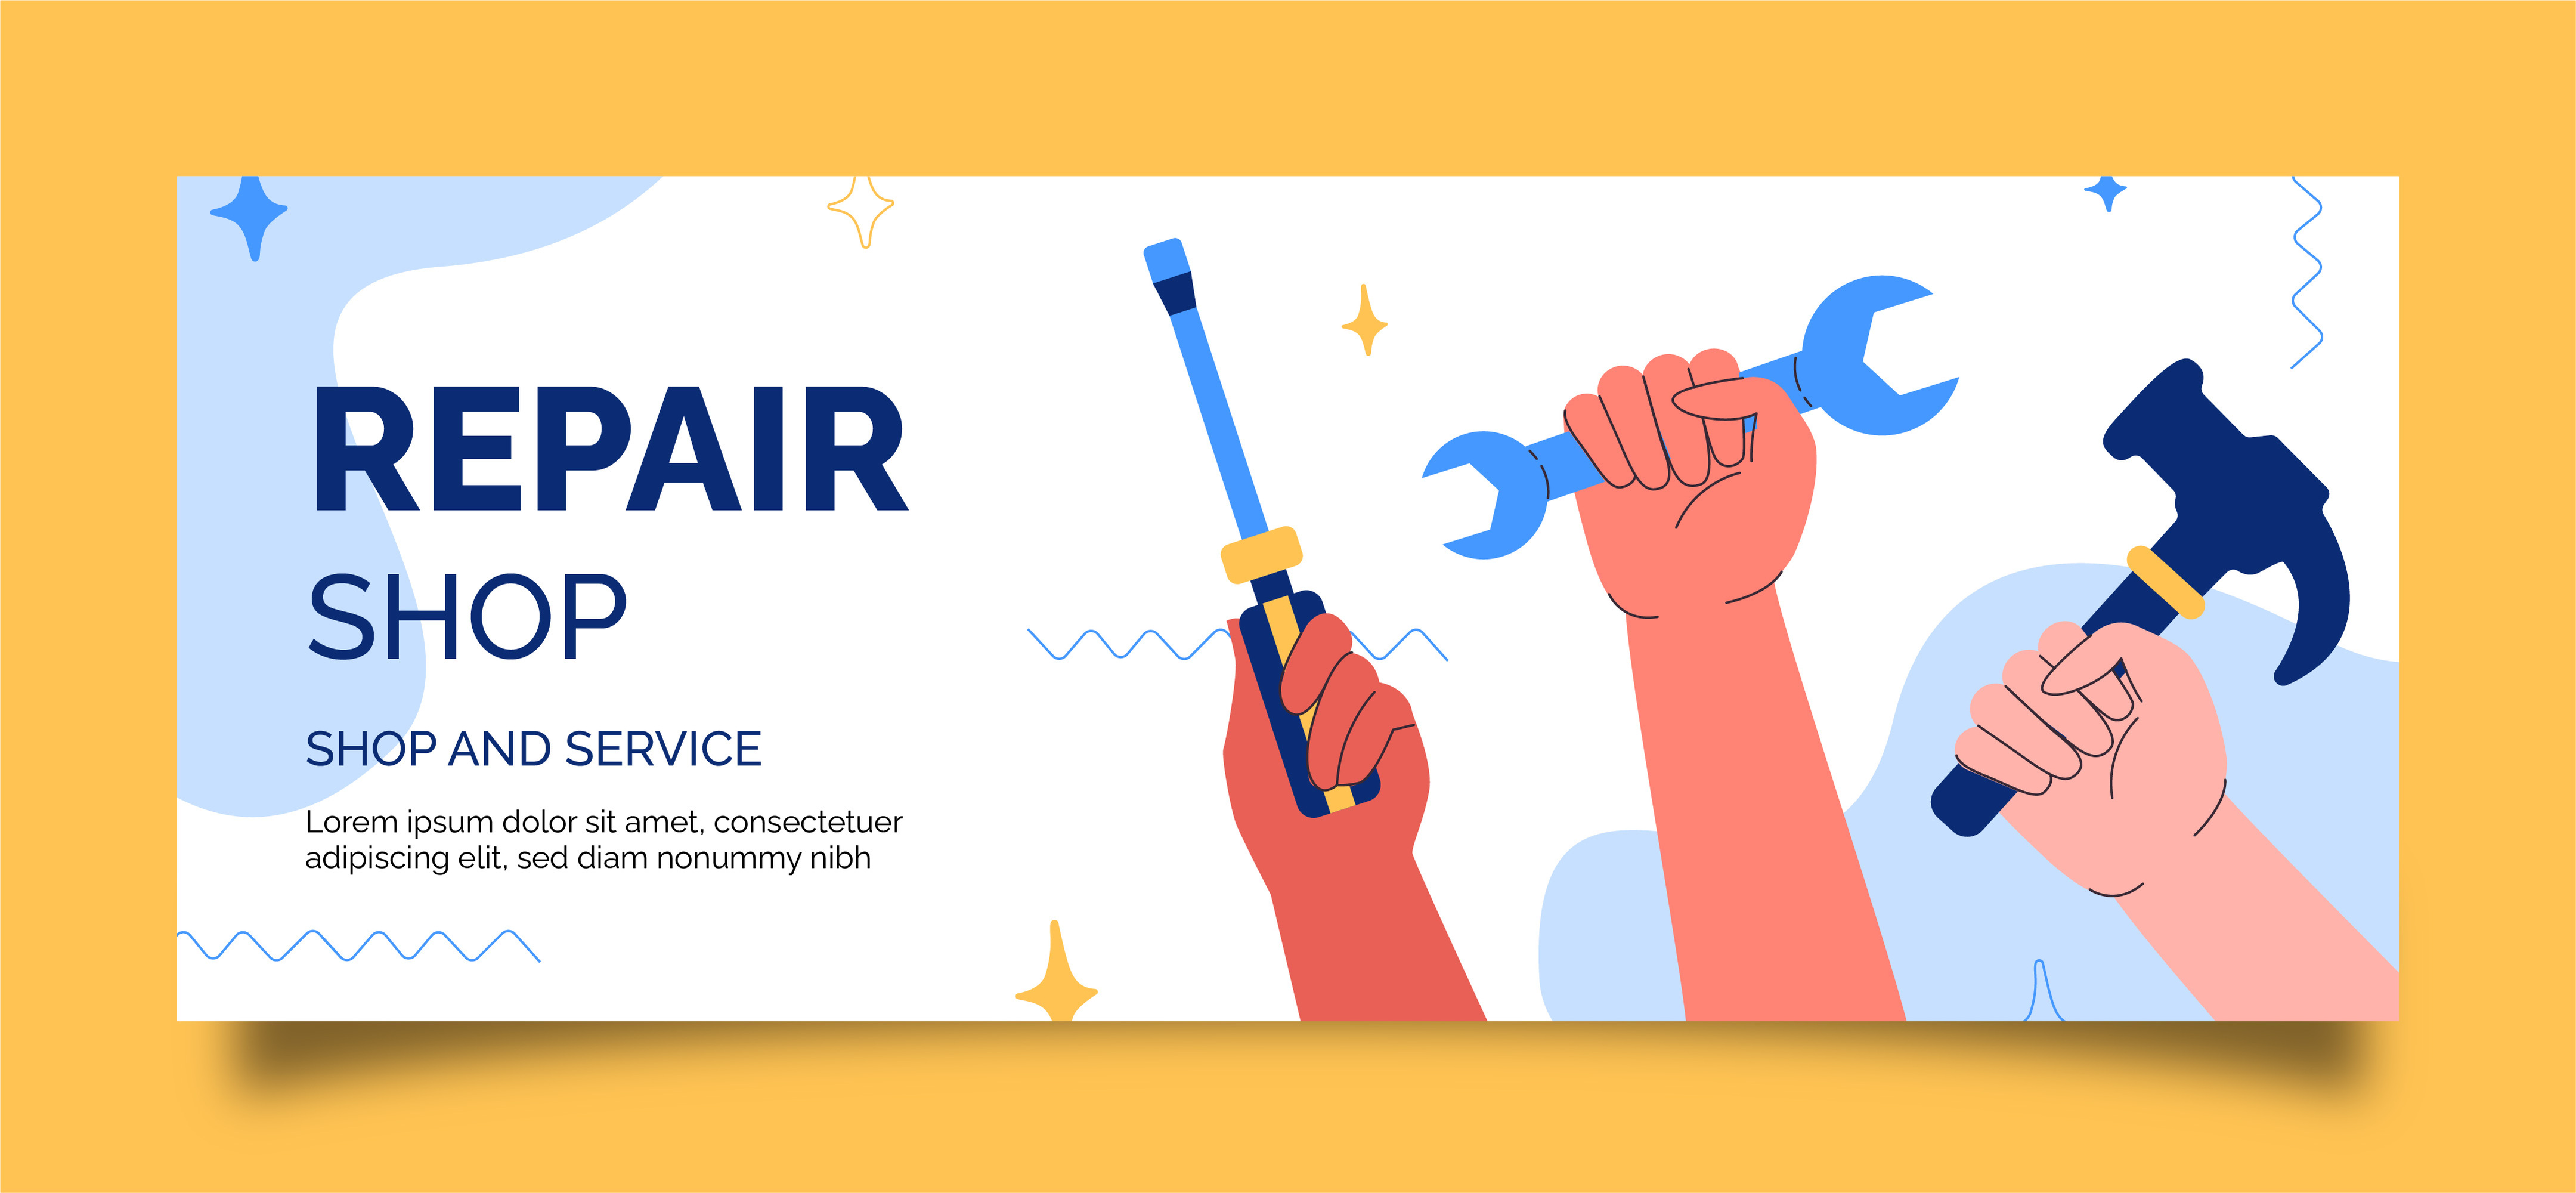 REPAIR
SHOP
SHOP AND SERVICE
Lorem ipsum dolor sit amet, consectetuer
adipiscing elit, sed diam nonummy nibh